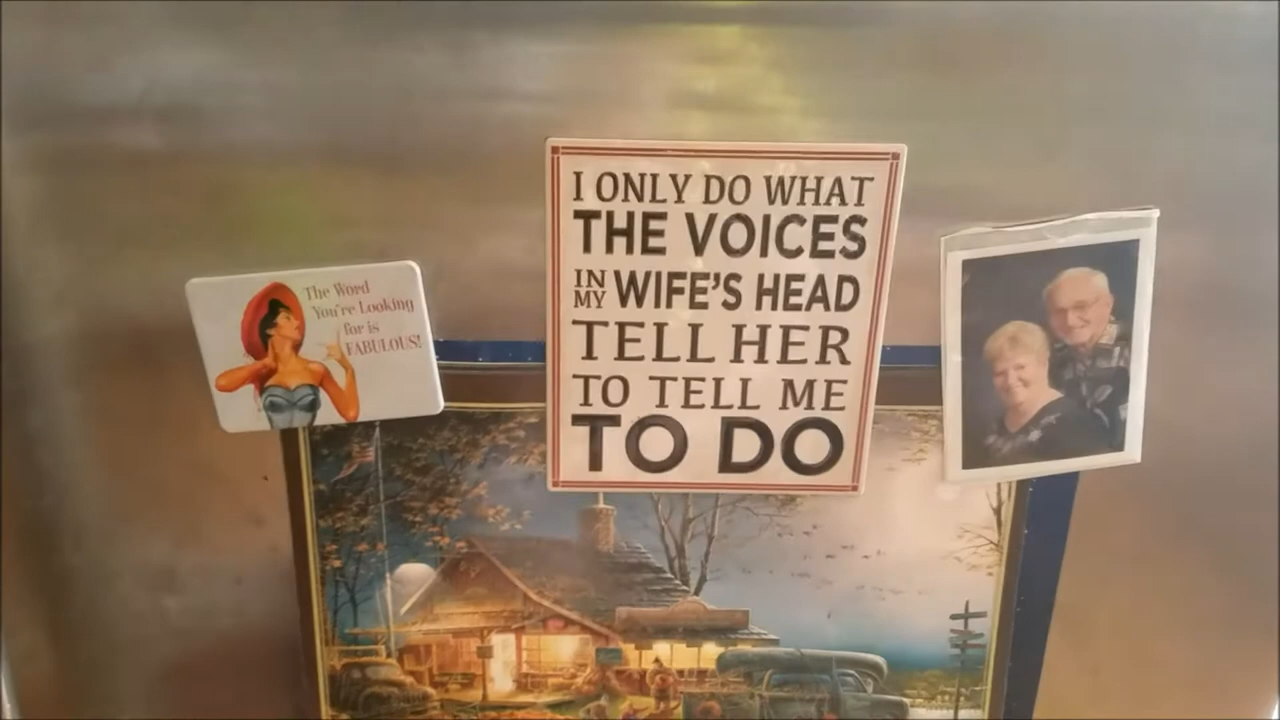 The Word
You're Looking
for is
FABULOUS!
I ONLY DO WHAT
THE VOICES
IN MY WIFE'S HEAD
TELL HER
TO TELL ME
TO DO